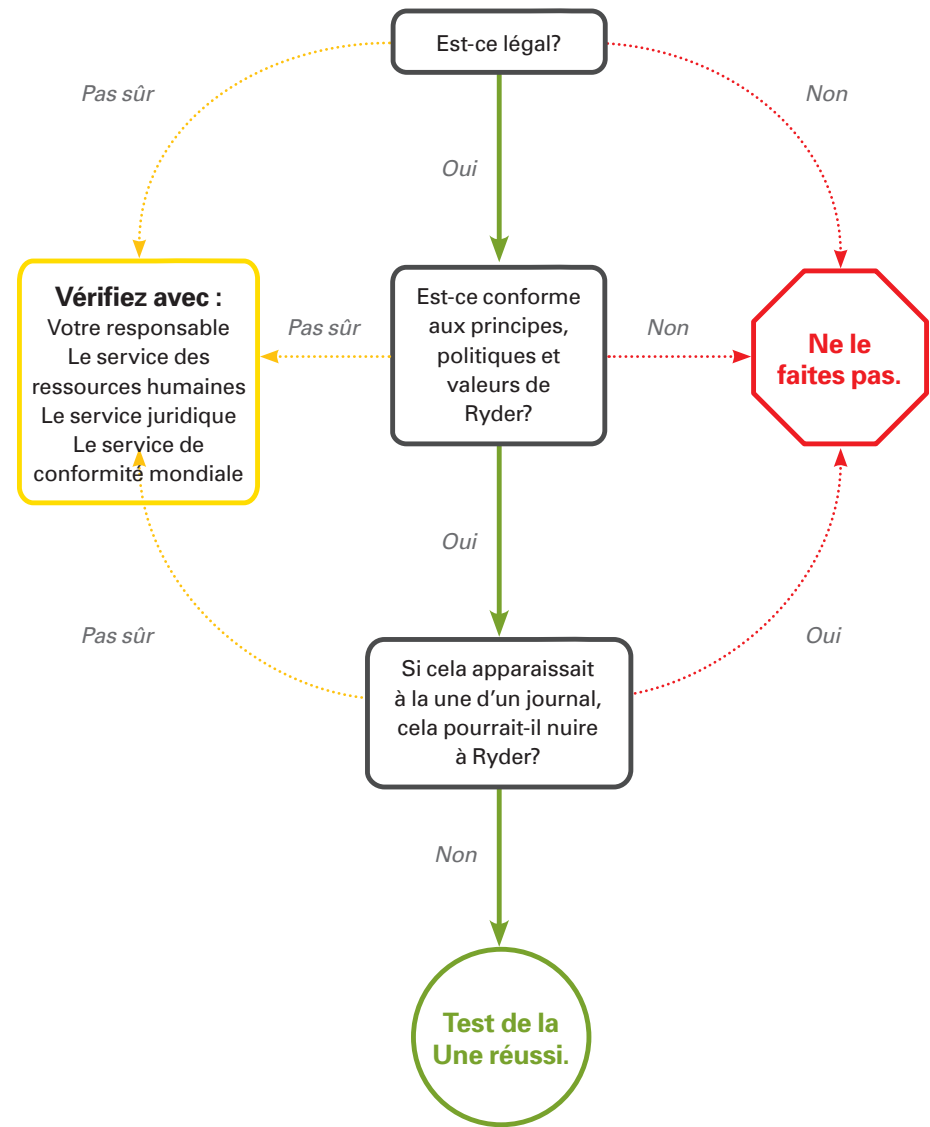 Est-ce légal?
Pas sûr
Non
Oui
Vérifiez avec :
Votre responsable
Le service des
ressources humaines
Le service juridique
Le service de
conformité mondiale
Pas sûr
Est-ce conforme
aux principes,
politiques et
valeurs de
Ryder?
Non
Ne le
faites pas.
Oui
Pas sûr
Oui
Si cela apparaissait
à la une d’un journal,
cela pourrait-il nuire
à Ryder?
Non
Test de la
Une réussi.